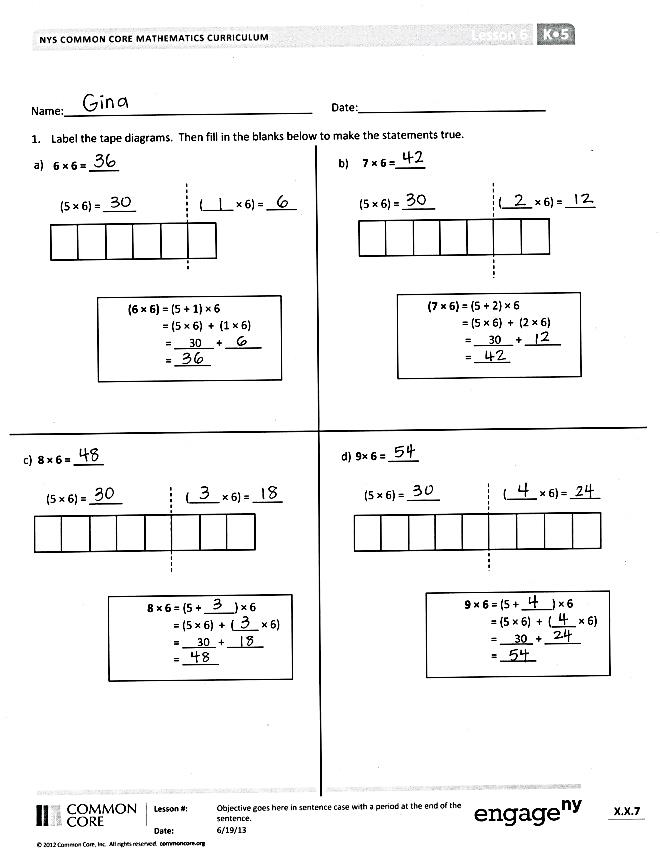 NYS COMMON CORE MATHEMATICS CURRICULUM Lesson 6 K•5
Name: Gina Date:
1. Label the tape diagrams. Then fill in the blanks below to make the statements true.
a) 6 × 6 = 36
(5 × 6) = 30 ( 1 × 6) = 6
(6 × 6) = (5 + 1) × 6
= (5 × 6) + (1 × 6)
= 30 + 6
= 36
b) 7 × 6 = 42
(5 × 6) = 30 ( 2 × 6) = 12
(7 × 6) = (5 + 2) × 6
= (5 × 6) + (2 × 6)
= 30 + 12
= 42
c) 8 × 6 = 48
(5 × 6) = 30 ( 3 × 6) = 18
8 × 6 = (5 + 3 ) × 6
= (5 × 6) + ( 3 × 6)
= 30 + 18
= 48
d) 9× 6 = 54
(5 × 6) = 30 ( 4 × 6) = 24
9 × 6 = (5 + 4 ) × 6
= (5 × 6) + ( 4 × 6)
= 30 + 24
= 54
COMMON
CORE
Lesson #:
Date:
Objective goes here in sentence case with a period at the end of the
sentence.
6/19/13
engageny
X.X.7
© 2012 Common Core, Inc. All rights reserved. commoncore.org